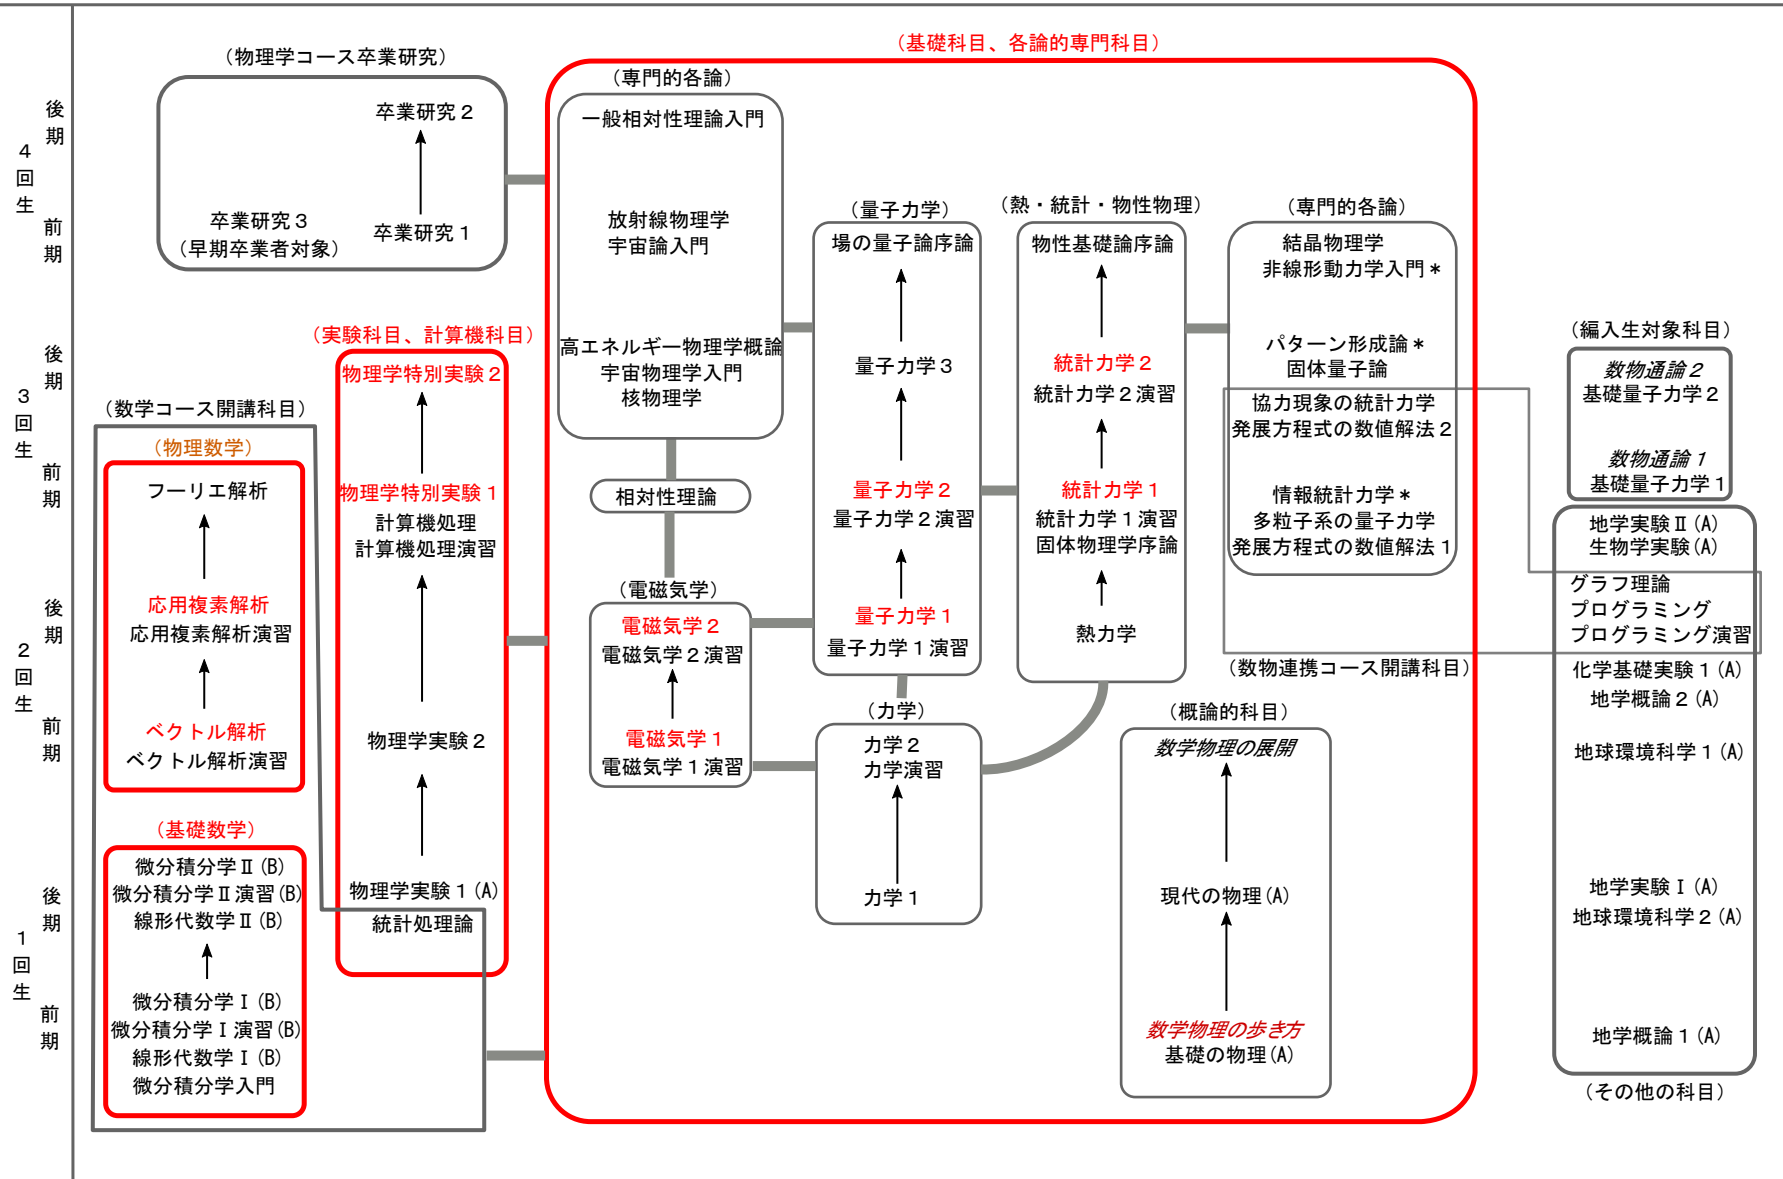 4回生
後期
前期
3回生
後期
前期
2回生
後期
前期
1回生
後期
前期
（物理学コース卒業研究）
卒業研究２
卒業研究３
（早期卒業者対象）
卒業研究１
（数学コース開講科目）
（物理数学）
フーリエ解析
応用複素解析
応用複素解析演習
ベクトル解析
ベクトル解析演習
（基礎数学）
微分積分学Ⅱ(B)
微分積分学Ⅱ演習(B)
線形代数学Ⅱ(B)
微分積分学Ⅰ(B)
微分積分学Ⅰ演習(B)
線形代数学Ⅰ(B)
微分積分学入門
（実験科目、計算機科目）
物理学特別実験２
物理学特別実験１
計算機処理
計算機処理演習
物理学実験２
物理学実験１(A)
統計処理論
（基礎科目、各論的専門科目）
（専門的各論）
一般相対性理論入門
放射線物理学
宇宙論入門
高エネルギー物理学概論
宇宙物理学入門
核物理学
相対性理論
（電磁気学）
電磁気学２
電磁気学２演習
電磁気学１
電磁気学１演習
（量子力学）
場の量子論序論
量子力学３
量子力学２
量子力学２演習
量子力学１
量子力学１演習
（力学）
力学２
力学演習
力学１
（熱・統計・物性物理）
物性基礎論序論
統計力学２
統計力学２演習
統計力学１
統計力学１演習
固体物理学序論
熱力学
（専門的各論）
結晶物理学
非線形動力学入門＊
パターン形成論＊
固体量子論
協力現象の統計力学
発展方程式の数値解法２
情報統計力学＊
多粒子系の量子力学
発展方程式の数値解法１
（数物連携コース開講科目）
（概論的科目）
数学物理の展開
現代の物理(A)
数学物理の歩き方
基礎の物理(A)
（編入生対象科目）
数物通論２
基礎量子力学２
数物通論１
基礎量子力学１
地学実験Ⅱ(A)
生物学実験(A)
グラフ理論
プログラミング
プログラミング演習
化学基礎実験１(A)
地学概論２(A)
地球環境科学１(A)
地学実験Ⅰ(A)
地球環境科学２(A)
地学概論１(A)
（その他の科目）